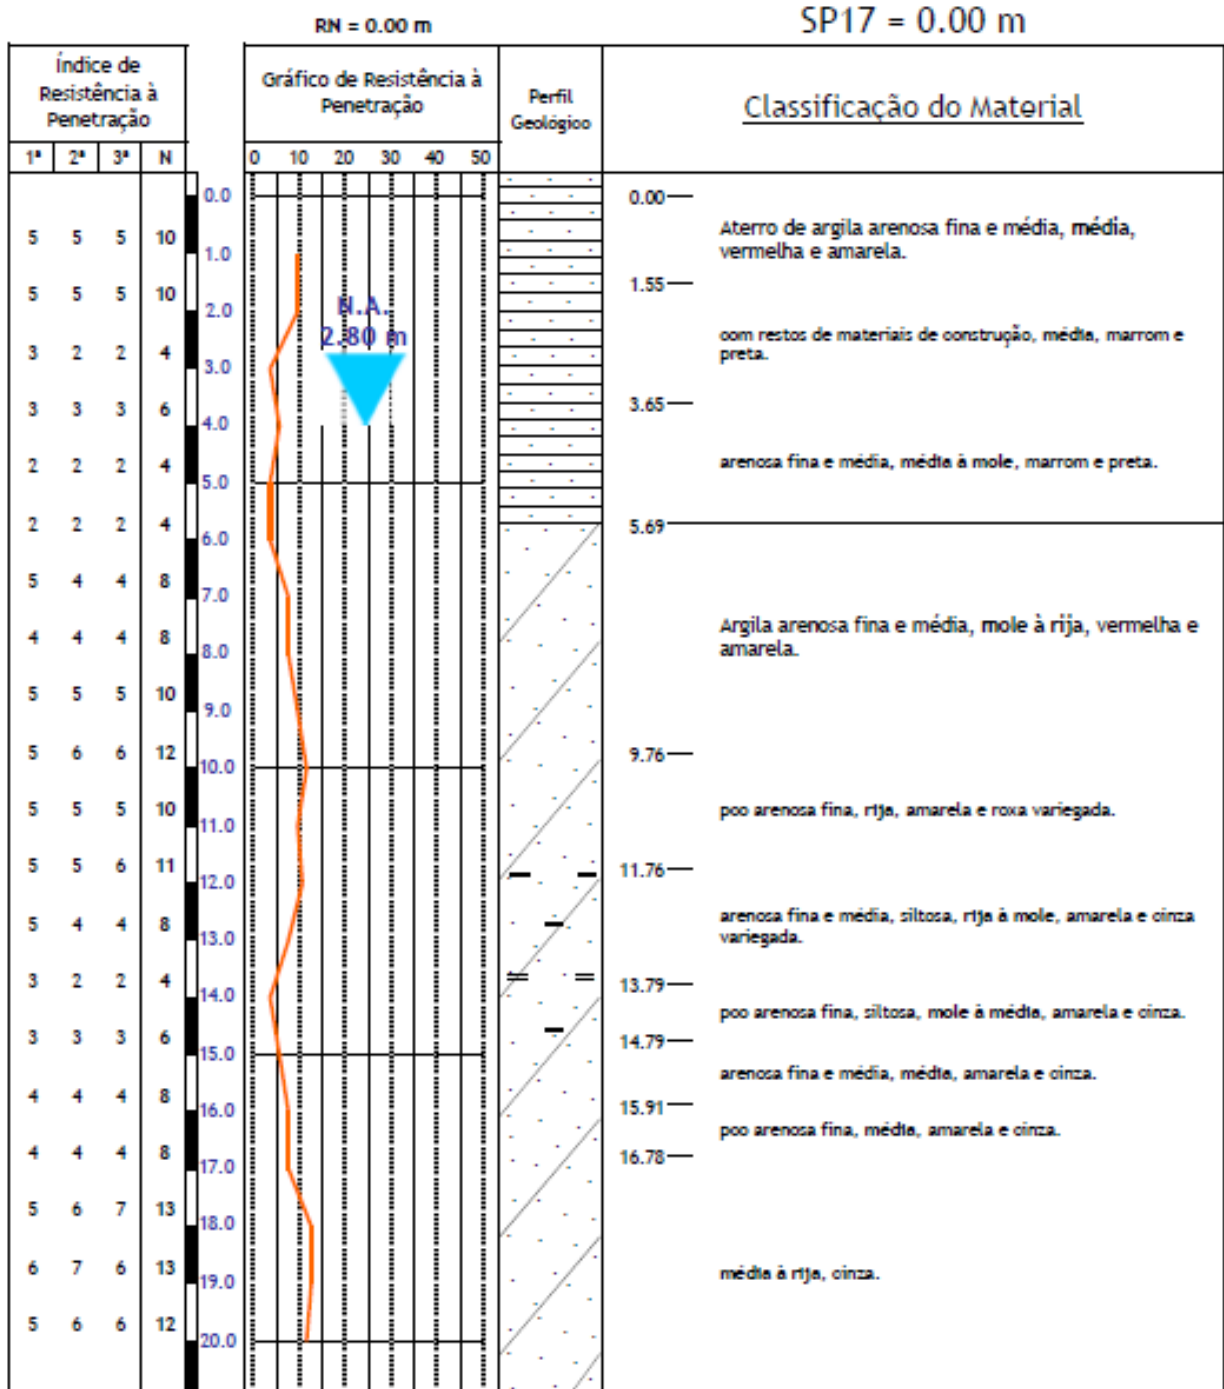 RN = 0.00 m
SP17 = 0.00 m
Índice de
Resistência à
Penetração
Gráfico de Resistência à
Penetração
Perfil
Geológico
Classificação do Material
1ª 2ª 3ª N
0 10 20 30 40 50
0.0
0.00
5 5 5 10
Aterro de argila arenosa fina e média, média,
vermelha e amarela.
1.0
1.55
5 5 5 10
N.A.
2.0
2.80 m
com restos de materiais de construção, média, marrom e
preta.
3 2 2 4
3.0
3.65
3 3 3 6
4.0
arenosa fina e média, média à mole, marrom e preta.
2 2 2 4
5.0
2 2 2 4
5.69
6.0
5 4 4 8
7.0
Argila arenosa fina e média, mole à rija, vermelha e
amarela.
4 4 4 8
8.0
5 5 5 10
9.0
5 6 6 12
9.76
10.0
5 5 5 10
poo arenosa fina, rija, amarela e roxa variegada.
11.0
5 5 6 11
11.76
12.0
arenosa fina e média, siltosa, rija à mole, amarela e cinza
variegada.
5 4 4 8
13.0
3 2 2 4
13.79
14.0
poo arenosa fina, siltosa, mole à média, amarela e cinza.
3 3 3 6
14.79
15.0
arenosa fina e média, média, amarela e cinza.
4 4 4 8
15.91
16.0
poo arenosa fina, média, amarela e cinza.
4 4 4 8
16.78
17.0
5 6 7 13
18.0
6 7 6 13
média à rija, cinza.
19.0
5 6 6 12
20.0